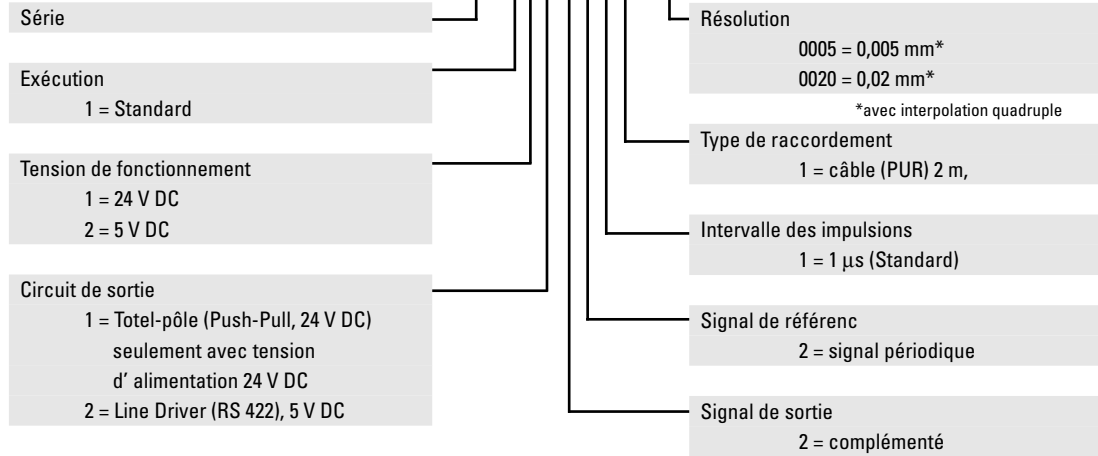 Série
Exécution
1 = Standard
Tension de fonctionnement
1 = 24 V DC
2 = 5 V DC
Circuit de sortie
1 = Totel-pôle (Push-Pull, 24 V DC)
seulement avec tension
d' alimentation 24 V DC
2 = Line Driver (RS 422), 5 V DC
Résolution
0005 = 0,005 mm*
0020 = 0,02 mm*
*avec interpolation quadruple
Type de raccordement
1 = câble (PUR) 2 m,
Intervalle des impulsions
1 = 1 µs (Standard)
Signal de référenc
2 = signal périodique
Signal de sortie
2 = complémenté